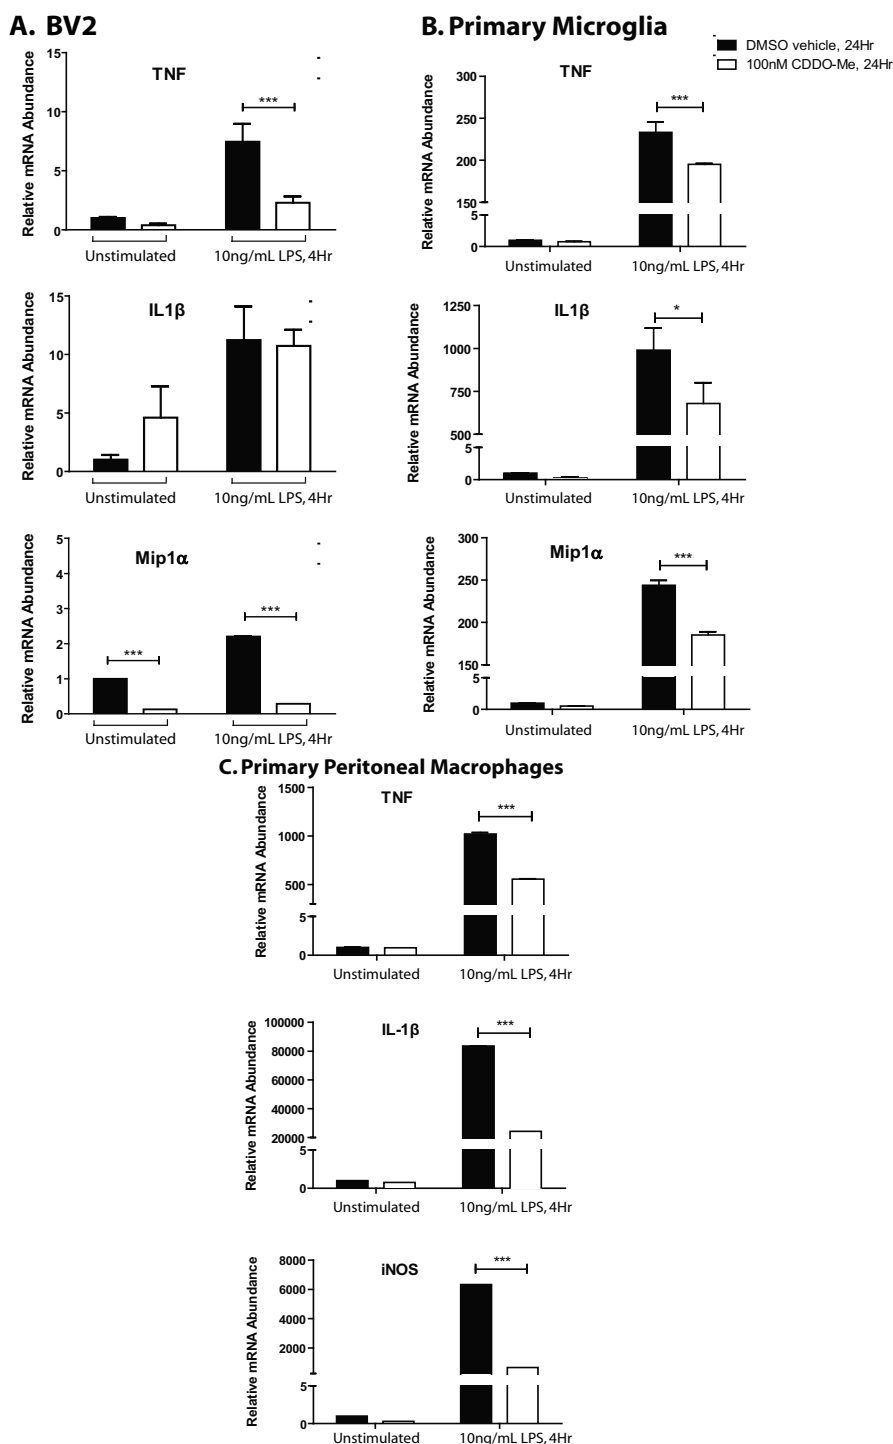 A. BV2
B. Primary Microglia
DMSO vehicle, 24Hr
100nM CDDO-Me, 24Hr
TNF
Relative mRNA Abundance
15
10
5
0
***
Unstimulated
10ng/mL LPS, 4Hr
TNF
Relative mRNA Abundance
300
250
200
150
5
0
***
Unstimulated
10ng/mL LPS, 4Hr
IL1β
Relative mRNA Abundance
15
10
5
0
Unstimulated
10ng/mL LPS, 4Hr
IL1β
Relative mRNA Abundance
1250
1000
750
500
5
0
*
Unstimulated
10ng/mL LPS, 4Hr
Mip1α
Relative mRNA Abundance
5
4
3
2
1
0
***
***
Unstimulated
10ng/mL LPS, 4Hr
Mip1α
Relative mRNA Abundance
300
250
200
150
5
0
***
Unstimulated
10ng/mL LPS, 4Hr
C. Primary Peritoneal Macrophages
TNF
Relative mRNA Abundance
1500
1000
500
5
0
***
Unstimulated
10ng/mL LPS, 4Hr
IL-1β
Relative mRNA Abundance
100000
80000
60000
40000
20000
5
0
***
Unstimulated
10ng/mL LPS, 4Hr
iNOS
Relative mRNA Abundance
8000
6000
4000
2000
5
0
***
Unstimulated
10ng/mL LPS, 4Hr